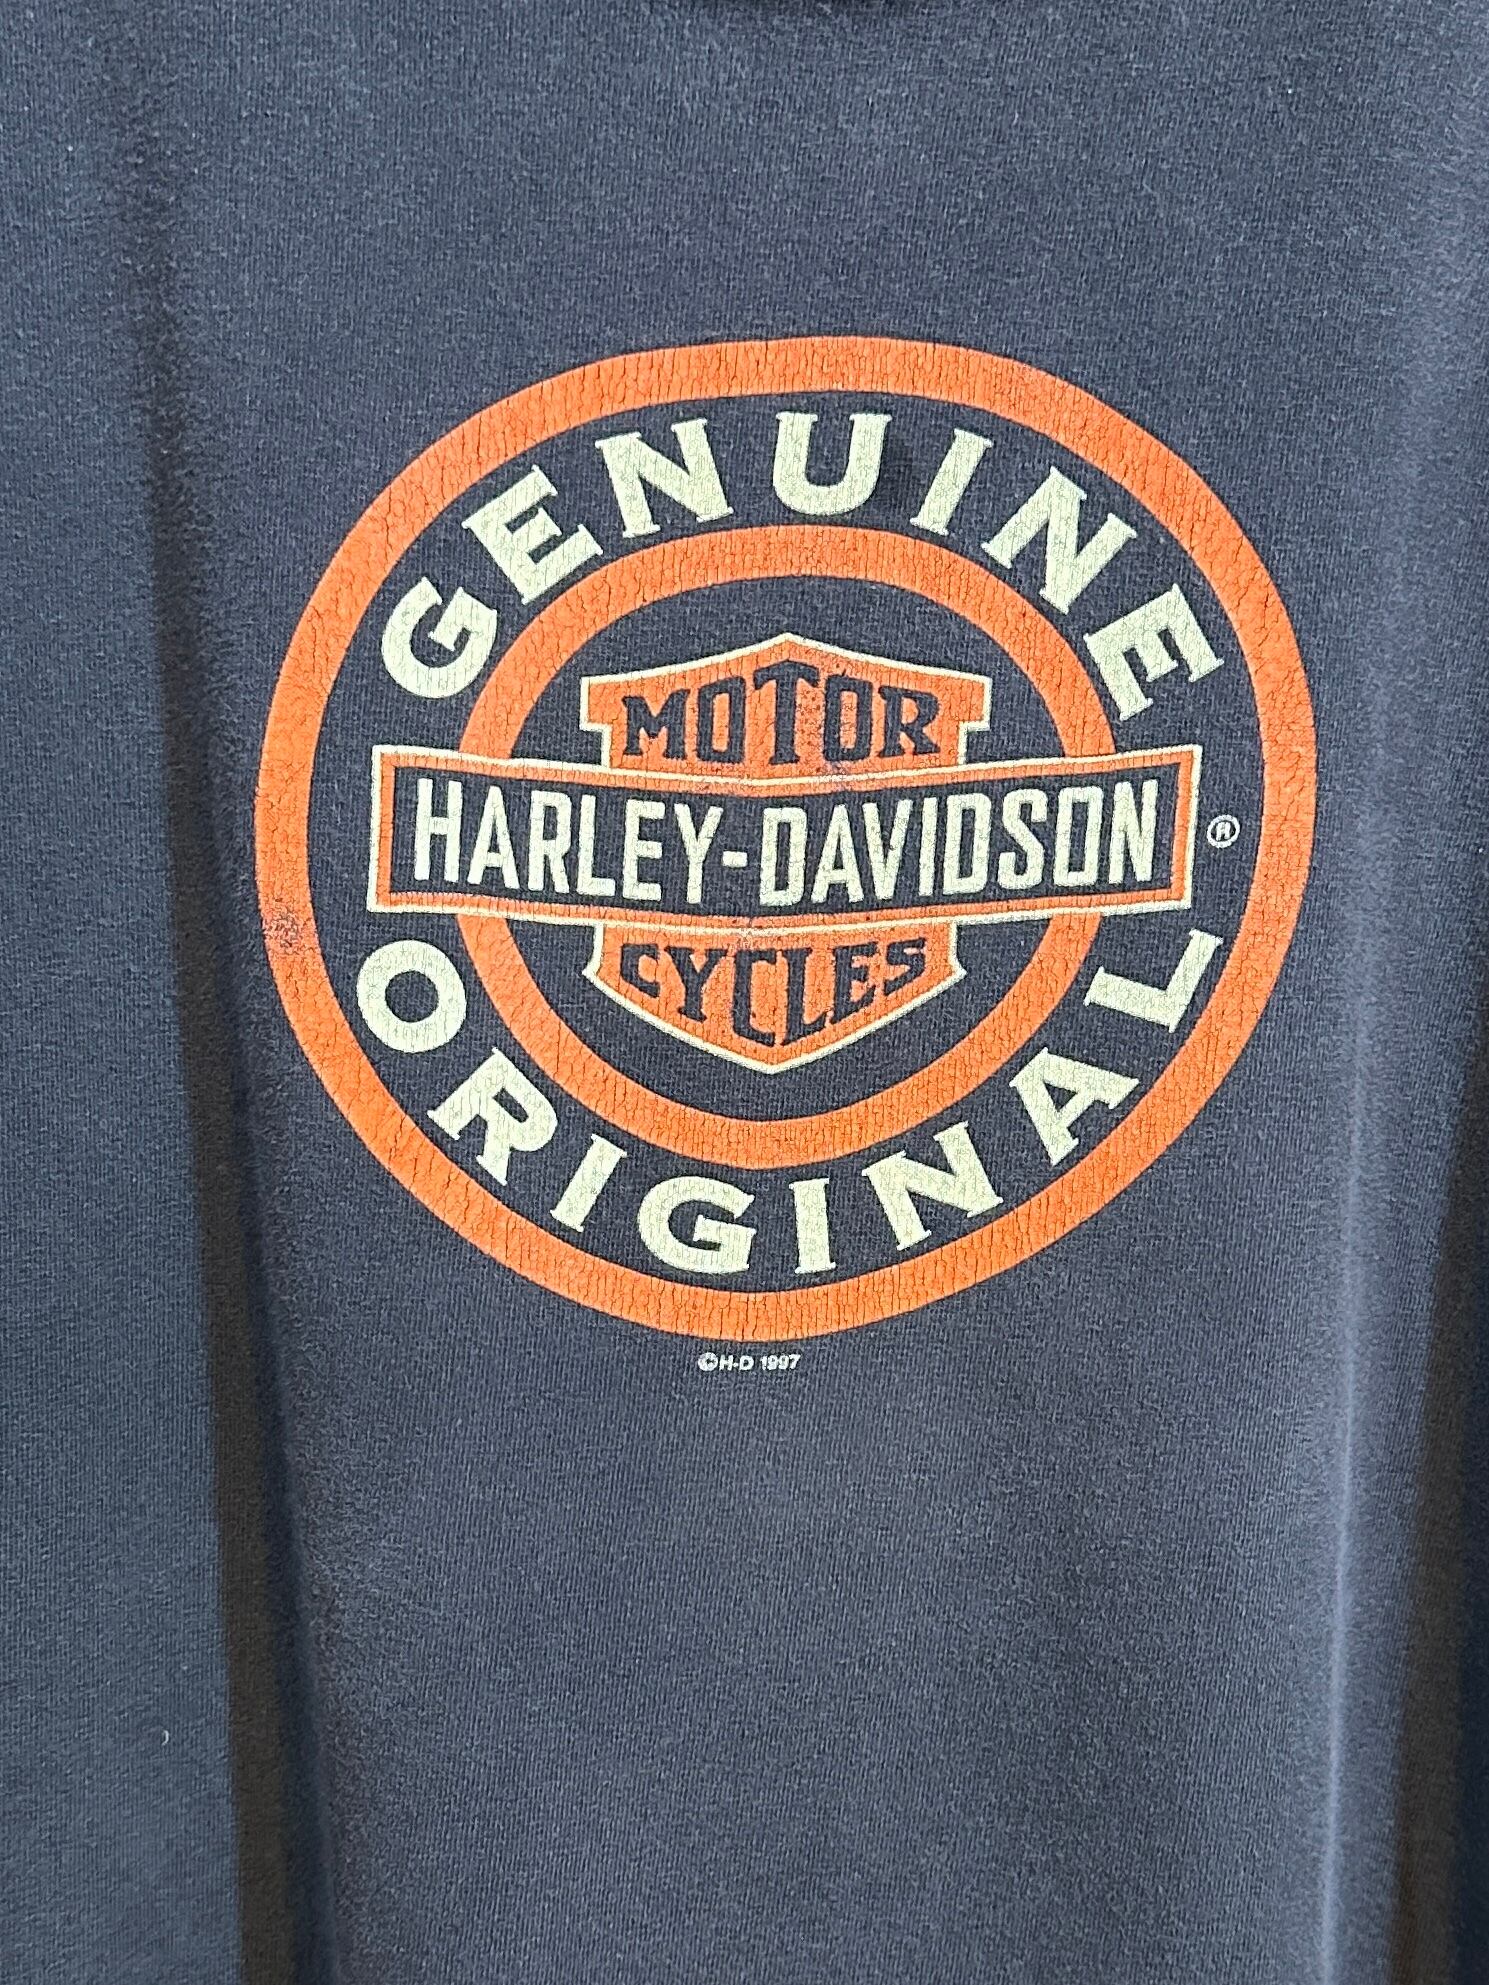 GENUINE
MOTOR
HARLEY-DAVIDSON ®
CYCLES
ORIGINAL
©H-D 1997